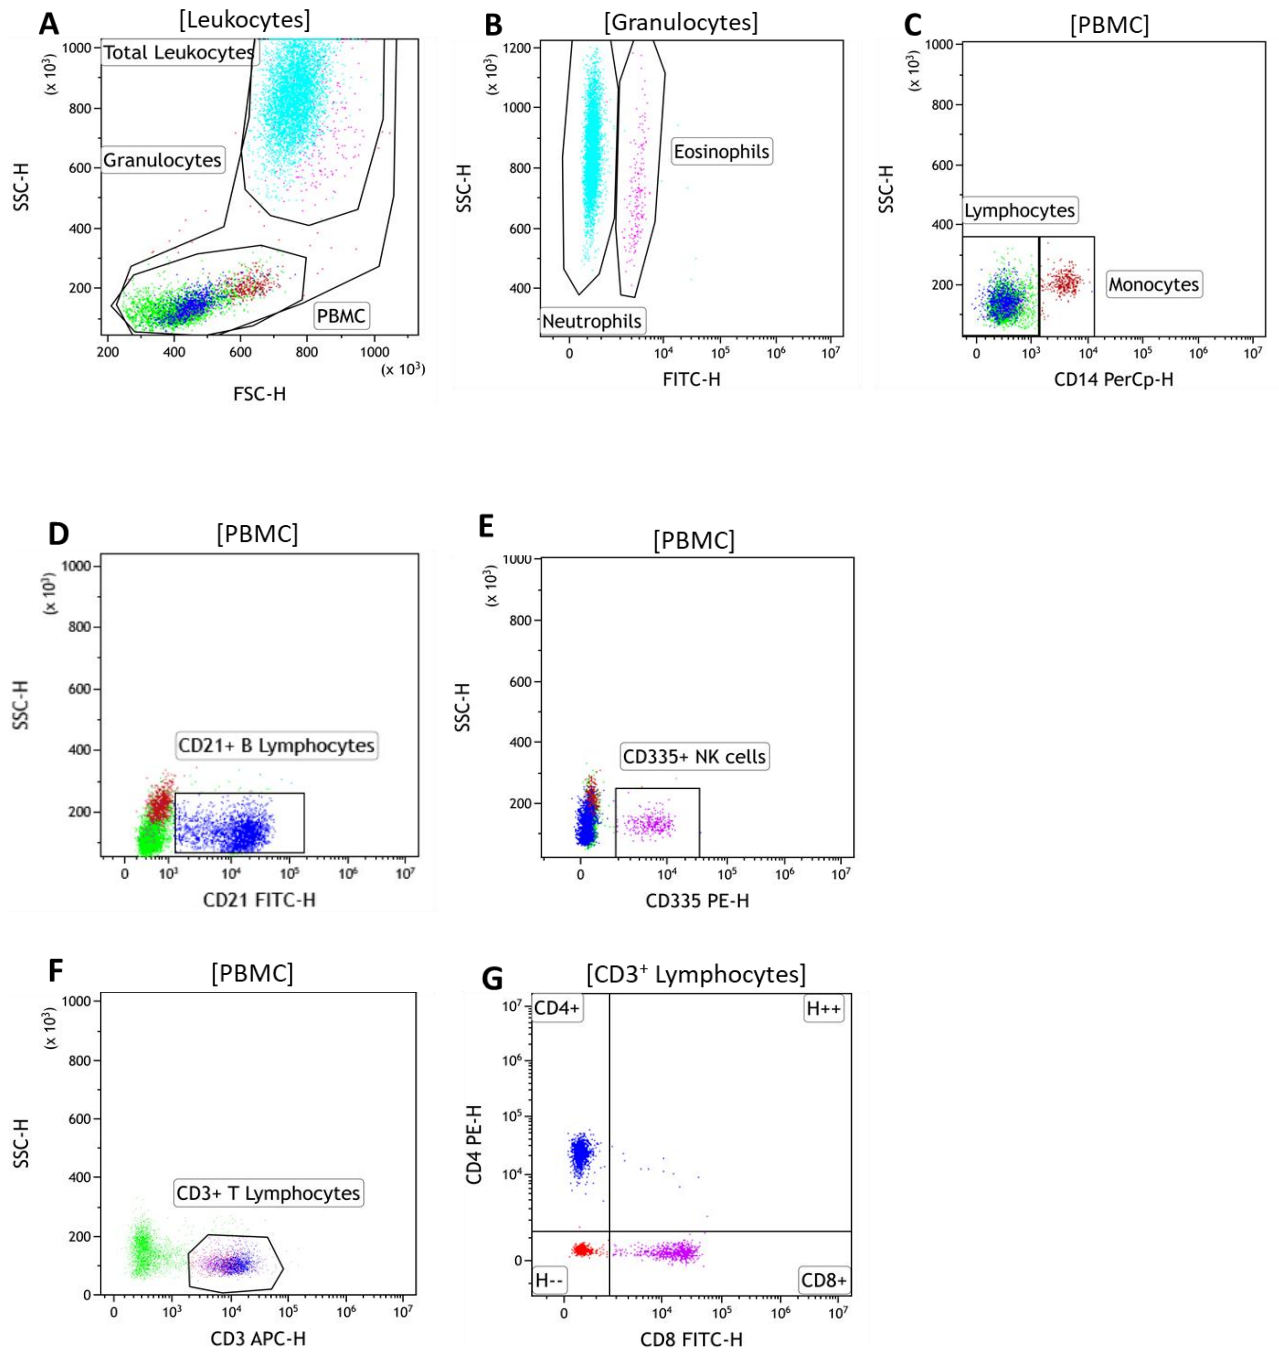 A
[Leukocytes]
Total Leukocytes
Granulocytes
PBMC
(x 10³)
1000
800
600
400
200
SSC-H
200 400 600 800 1000
(x 10³)
FSC-H
B
[Granulocytes]
Eosinophils
Neutrophils
(x 10³)
1200
1000
800
600
400
SSC-H
0 10⁴ 10⁵ 10⁶ 10⁷
FITC-H
C
[PBMC]
Lymphocytes
Monocytes
(x 10³)
1000
800
600
400
200
SSC-H
0 10³ 10⁴ 10⁵ 10⁶ 10⁷
CD14 PerCp-H
D
[PBMC]
CD21+ B Lymphocytes
(x 10³)
1000
800
600
400
200
SSC-H
0 10³ 10⁴ 10⁵ 10⁶ 10⁷
CD21 FITC-H
E
[PBMC]
CD335+ NK cells
(x 10³)
1000
800
600
400
200
SSC-H
0 10⁴ 10⁵ 10⁶ 10⁷
CD335 PE-H
F
[PBMC]
CD3+ T Lymphocytes
(x 10³)
1000
800
600
400
200
0
SSC-H
0 10³ 10⁴ 10⁵ 10⁶ 10⁷
CD3 APC-H
G
[CD3⁺ Lymphocytes]
CD4+
H++
H--
CD8+
10⁷
10⁶
10⁵
10⁴
0
CD4 PE-H
0 10⁴ 10⁵ 10⁶ 10⁷
CD8 FITC-H